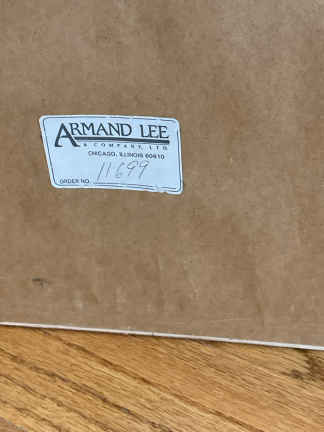 ARMAND LEE
& COMPANY, LTD.
CHICAGO, ILLINOIS 60610
11699
ORDER NO.